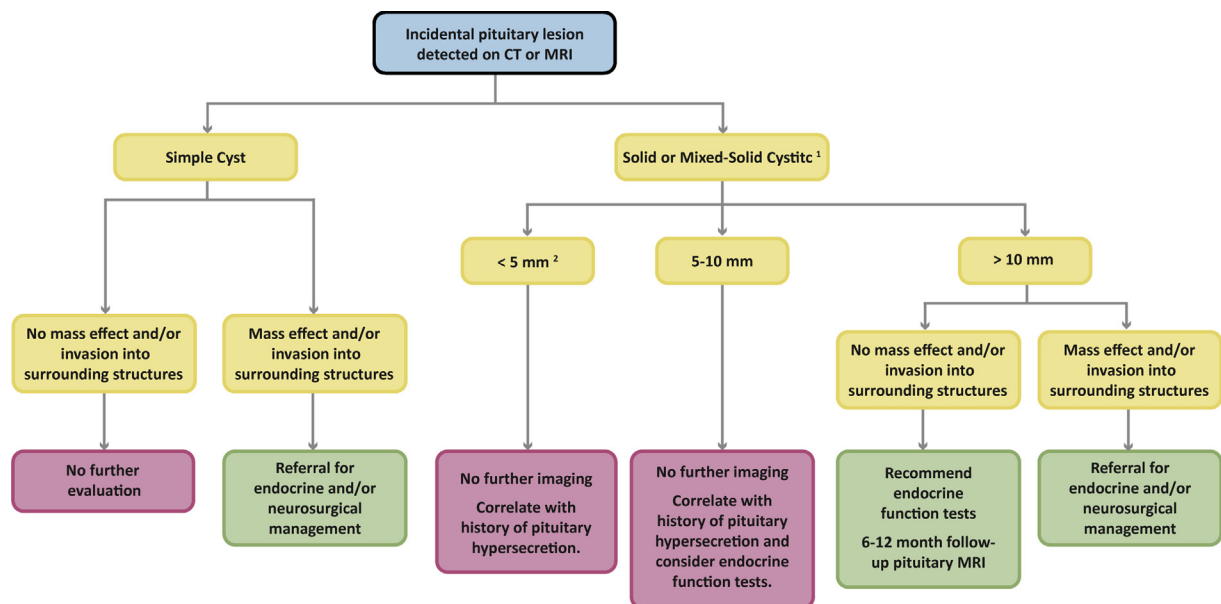 Incidental pituitary lesion
detected on CT or MRI
Simple Cyst
Solid or Mixed-Solid Cystitc ¹
< 5 mm ²
5-10 mm
> 10 mm
No mass effect and/or
invasion into
surrounding structures
Mass effect and/or
invasion into
surrounding structures
No mass effect and/or
invasion into
surrounding structures
Mass effect and/or
invasion into
surrounding structures
No further
evaluation
Referral for
endocrine and/or
neurosurgical
management
No further imaging
Correlate with
history of pituitary
hypersecretion.
No further imaging
Correlate with
history of pituitary
hypersecretion and
consider endocrine
function tests.
Recommend
endocrine
function tests
6-12 month follow-
up pituitary MRI
Referral for
endocrine and/or
neurosurgical
management